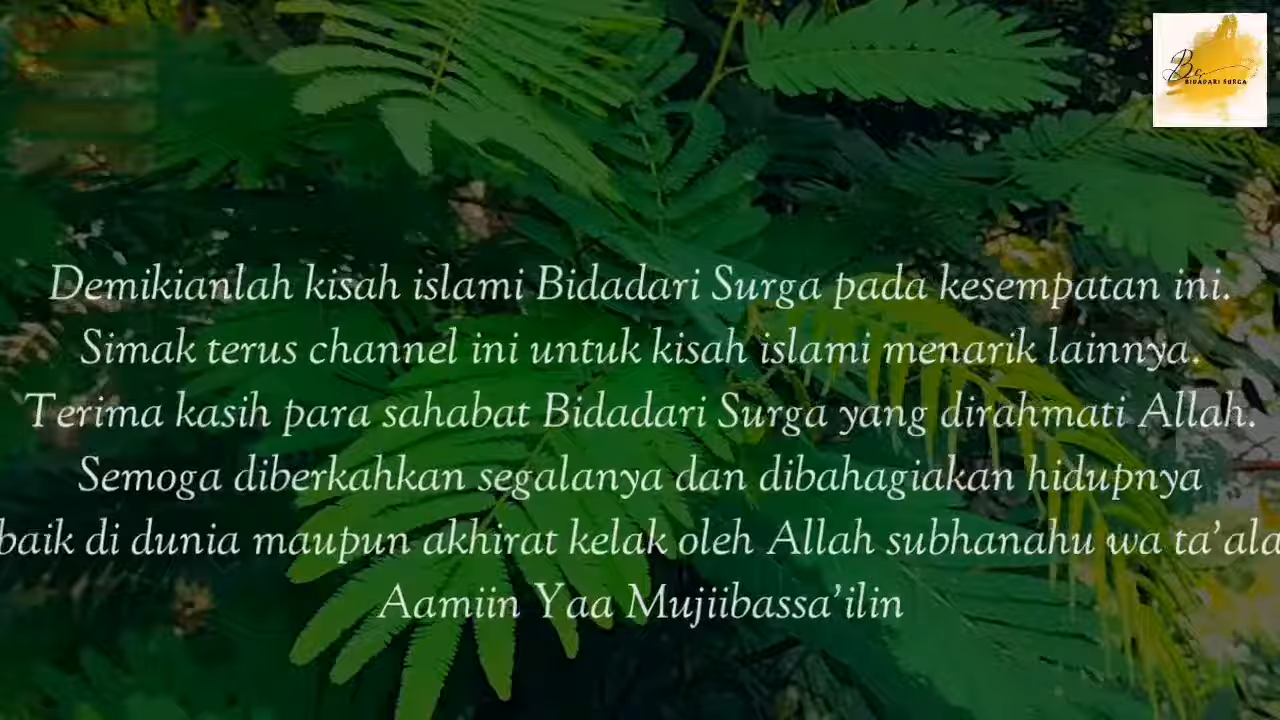 Bs
BIDADARI SURGA
Demikianlah kisah islami Bidadari Surga pada kesempatan ini.
Simak terus channel ini untuk kisah islami menarik lainnya.
Terima kasih para sahabat Bidadari Surga yang dirahmati Allah.
Semoga diberkahkan segalanya dan dibahagiakan hidupnya
baik di dunia maupun akhirat kelak oleh Allah subhanahu wa ta’ala
Aamiin Yaa Mujiibassa’ilin